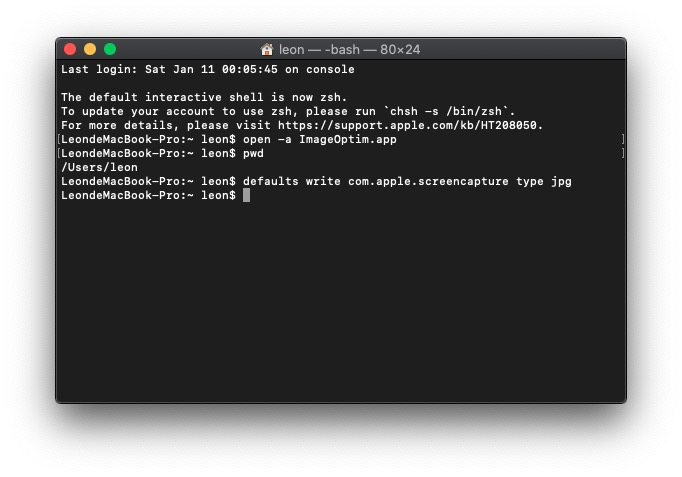 leon — -bash — 80×24
Last login: Sat Jan 11 00:05:45 on console
The default interactive shell is now zsh.
To update your account to use zsh, please run `chsh -s /bin/zsh`.
For more details, please visit https://support.apple.com/kb/HT208050.
[LeondeMacBook-Pro:~ leon$ open -a ImageOptim.app ]
[LeondeMacBook-Pro:~ leon$ pwd ]
/Users/leon
LeondeMacBook-Pro:~ leon$ defaults write com.apple.screencapture type jpg
LeondeMacBook-Pro:~ leon$